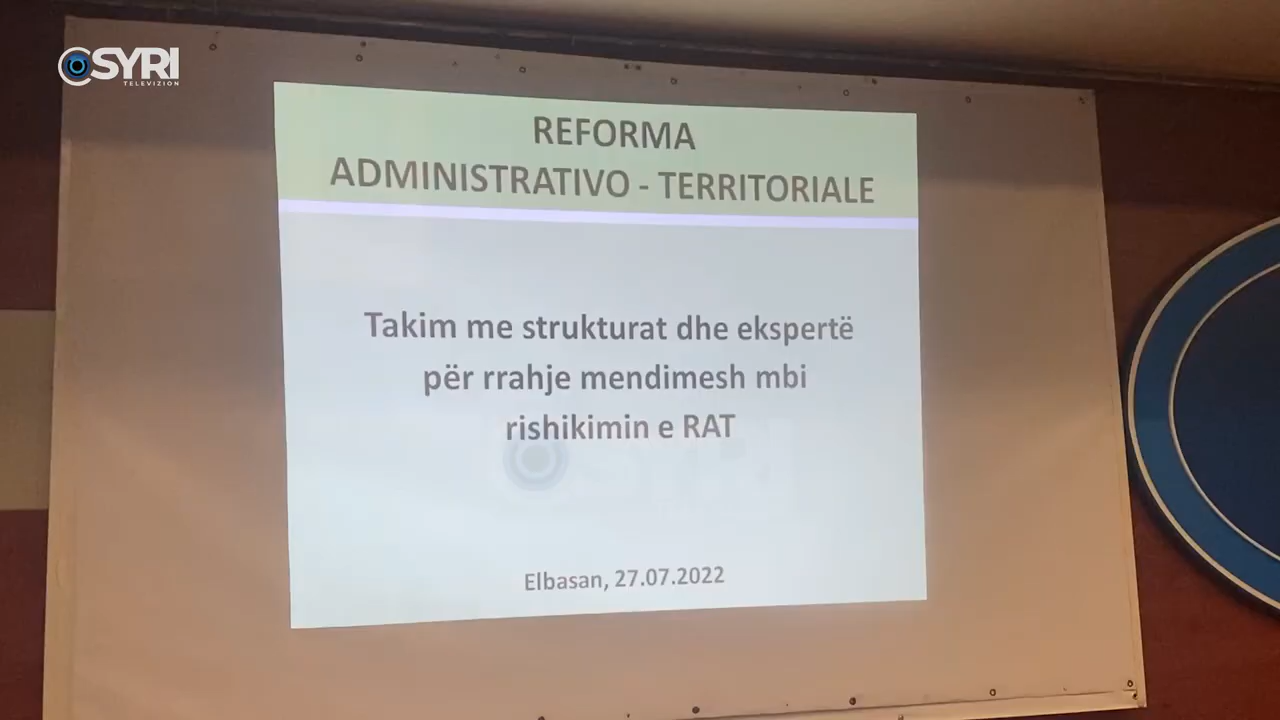 SYRI
TELEVIZION
REFORMA
ADMINISTRATIVO - TERRITORIALE
Takim me strukturat dhe ekspertë
për rrahje mendimesh mbi
rishikimin e RAT
Elbasan, 27.07.2022